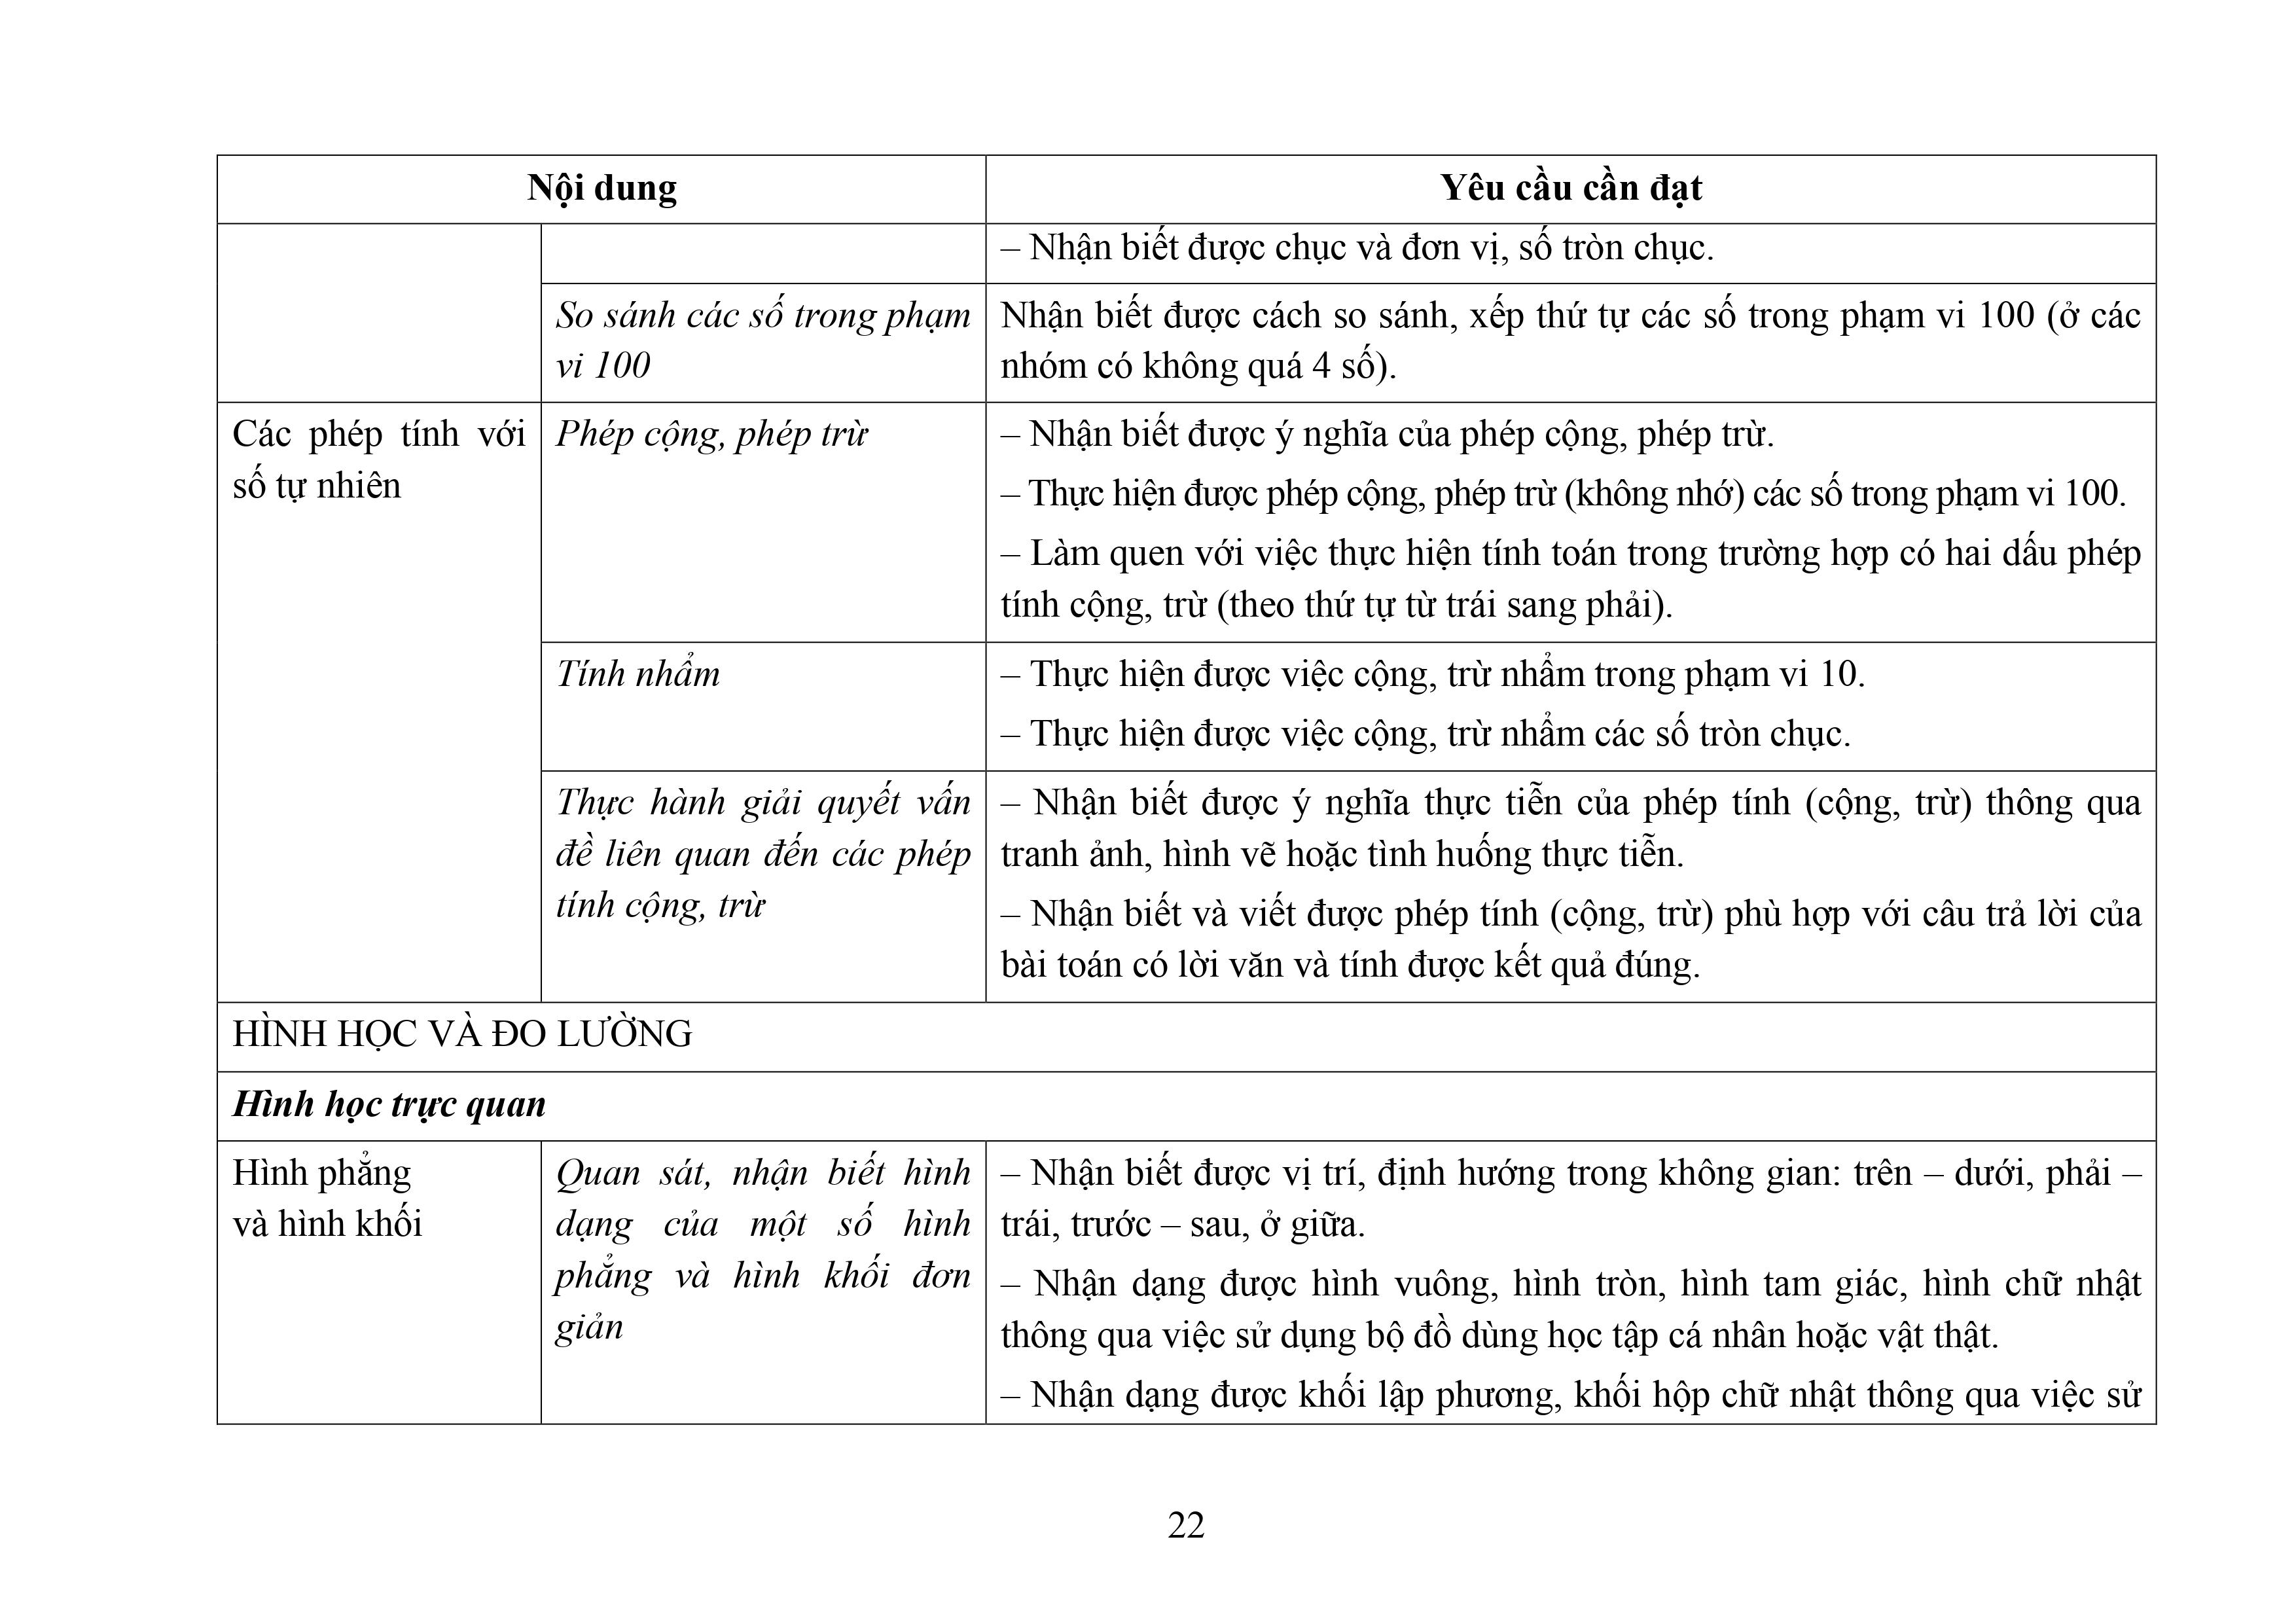 Nội dung
Yêu cầu cần đạt
– Nhận biết được chục và đơn vị, số tròn chục.
So sánh các số trong phạm
vi 100
Nhận biết được cách so sánh, xếp thứ tự các số trong phạm vi 100 (ở các
nhóm có không quá 4 số).
Các phép tính với
số tự nhiên
Phép cộng, phép trừ
– Nhận biết được ý nghĩa của phép cộng, phép trừ.
– Thực hiện được phép cộng, phép trừ (không nhớ) các số trong phạm vi 100.
– Làm quen với việc thực hiện tính toán trong trường hợp có hai dấu phép
tính cộng, trừ (theo thứ tự từ trái sang phải).
Tính nhẩm
– Thực hiện được việc cộng, trừ nhẩm trong phạm vi 10.
– Thực hiện được việc cộng, trừ nhẩm các số tròn chục.
Thực hành giải quyết vấn
đề liên quan đến các phép
tính cộng, trừ
– Nhận biết được ý nghĩa thực tiễn của phép tính (cộng, trừ) thông qua
tranh ảnh, hình vẽ hoặc tình huống thực tiễn.
– Nhận biết và viết được phép tính (cộng, trừ) phù hợp với câu trả lời của
bài toán có lời văn và tính được kết quả đúng.
HÌNH HỌC VÀ ĐO LƯỜNG
Hình học trực quan
Hình phẳng
và hình khối
Quan sát, nhận biết hình
dạng của một số hình
phẳng và hình khối đơn
giản
– Nhận biết được vị trí, định hướng trong không gian: trên – dưới, phải –
trái, trước – sau, ở giữa.
– Nhận dạng được hình vuông, hình tròn, hình tam giác, hình chữ nhật
thông qua việc sử dụng bộ đồ dùng học tập cá nhân hoặc vật thật.
– Nhận dạng được khối lập phương, khối hộp chữ nhật thông qua việc sử
22